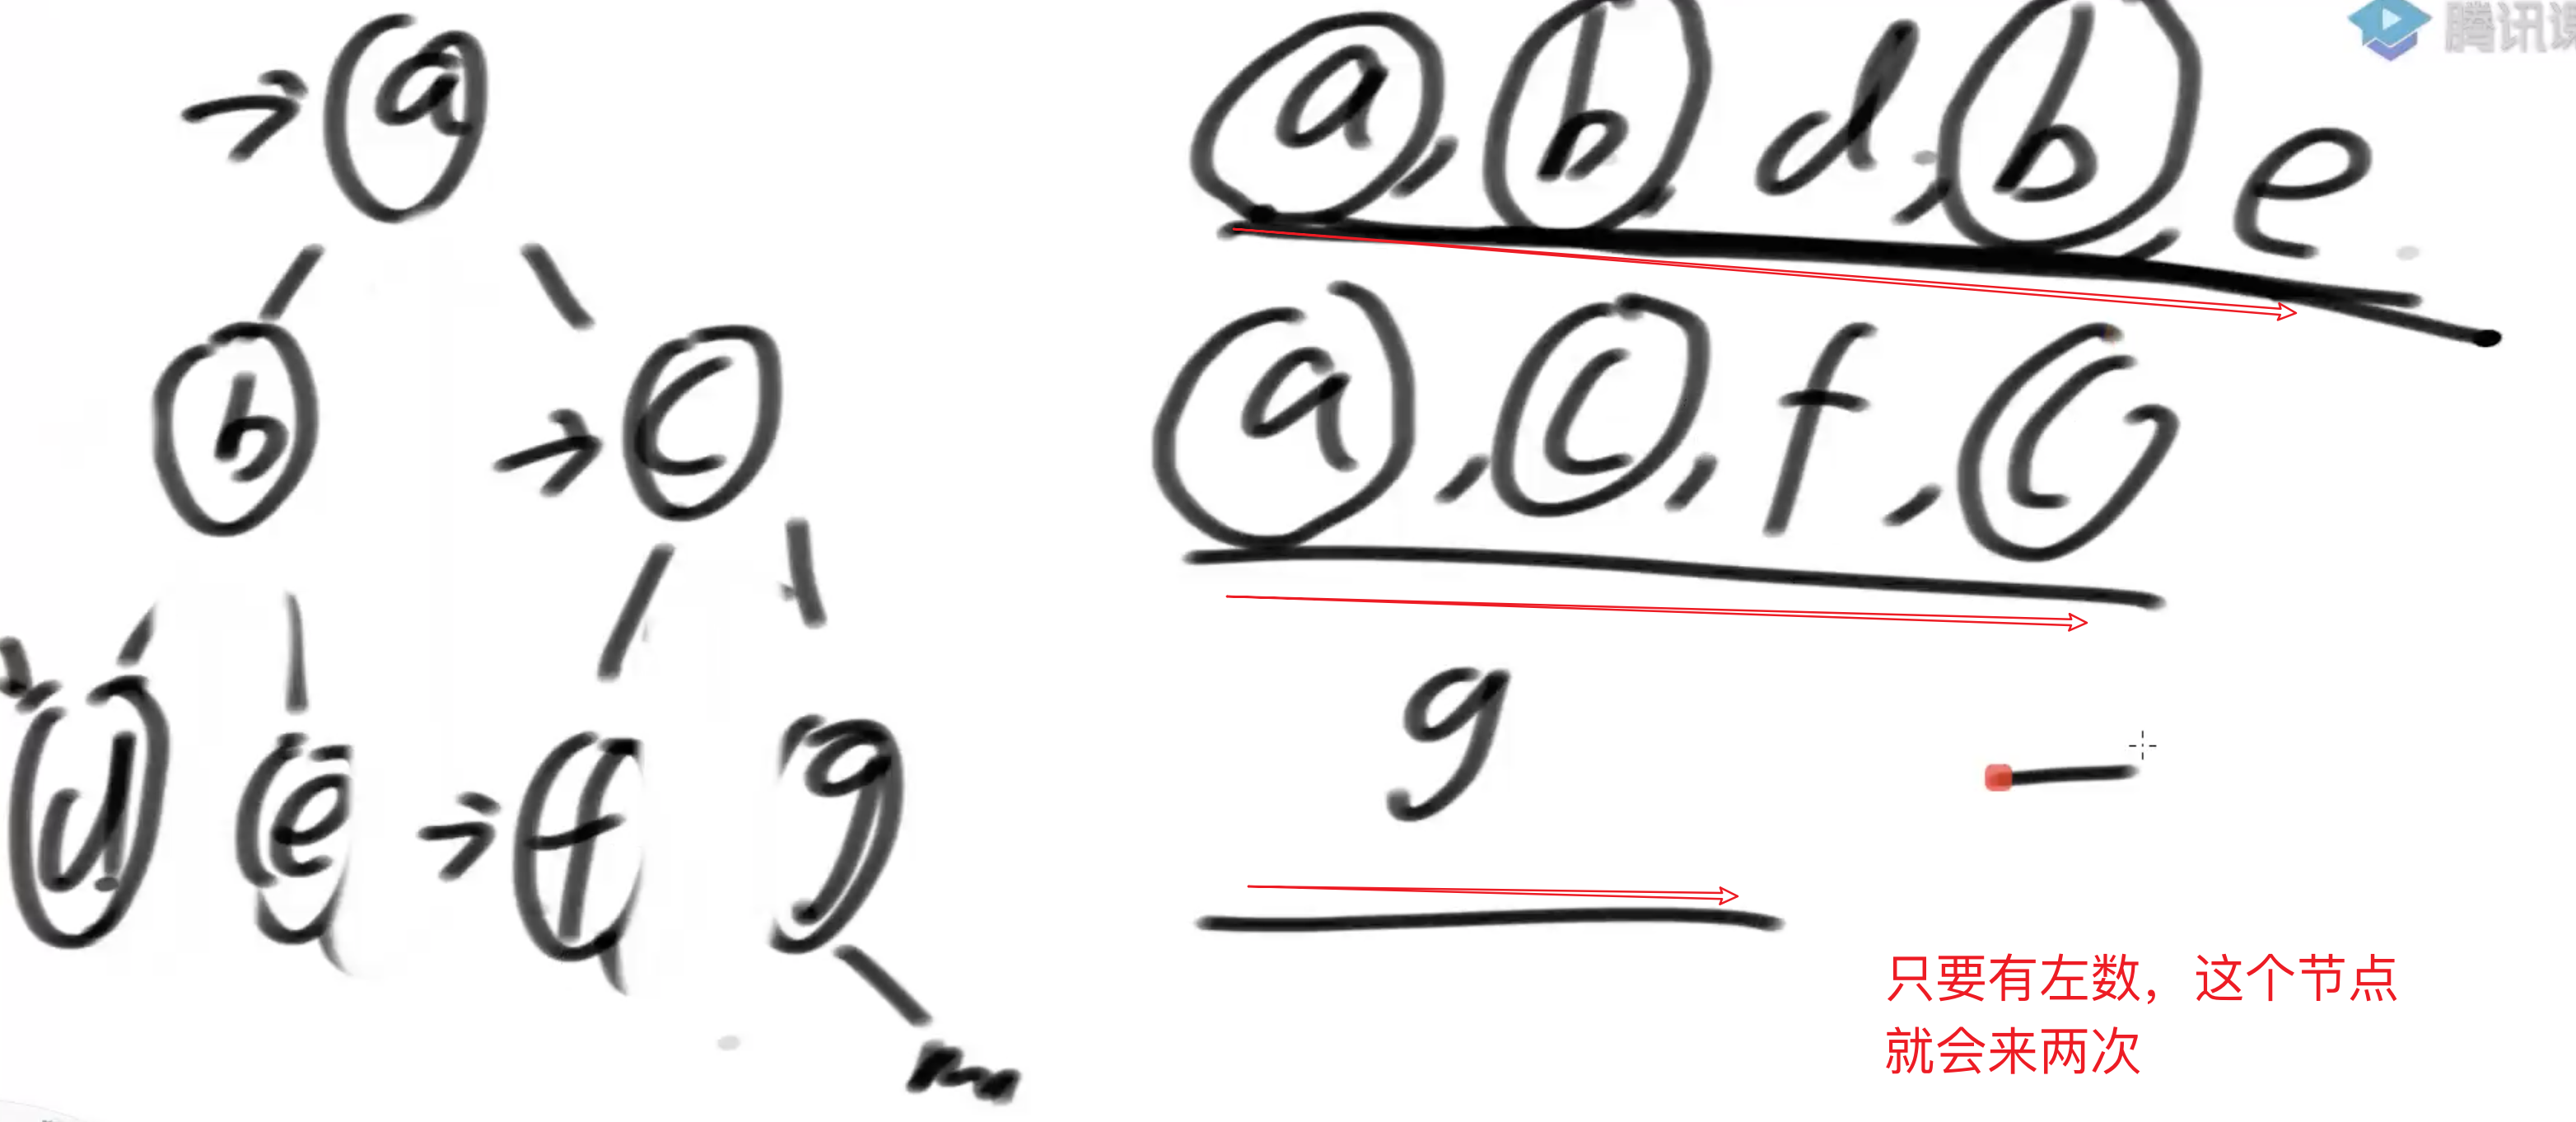 腾讯课
a
a, b, d, b, e
b
c
a, c, f, c
d
e
f
g
g
m
只要有左数，这个节点
就会来两次